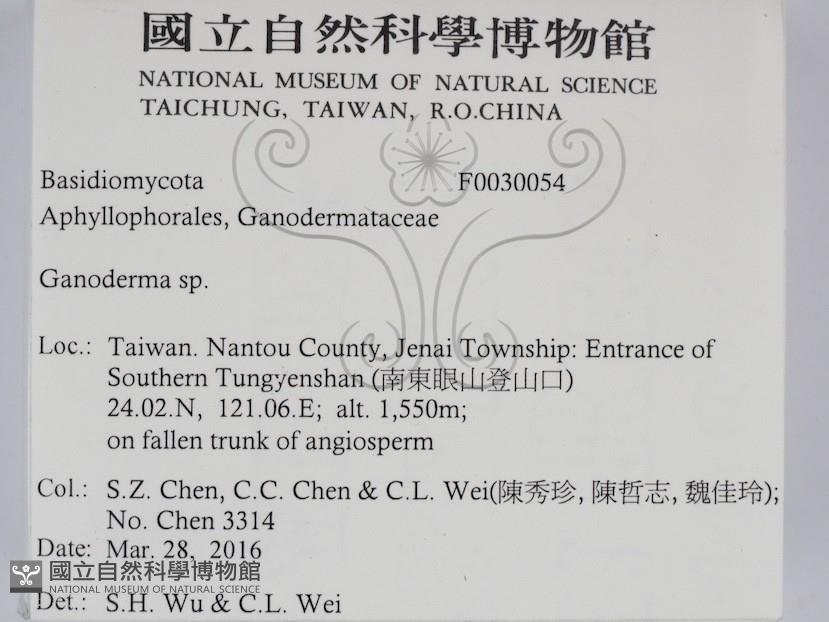 國立自然科學博物館
NATIONAL MUSEUM OF NATURAL SCIENCE
TAICHUNG, TAIWAN, R.O.CHINA
Basidiomycota F0030054
Aphyllophorales, Ganodermataceae
Ganoderma sp.
Loc.: Taiwan. Nantou County, Jenai Township: Entrance of
Southern Tungyenshan (南東眼山登山口)
24.02.N, 121.06.E; alt. 1,550m;
on fallen trunk of angiosperm
Col.: S.Z. Chen, C.C. Chen & C.L. Wei(陳秀珍, 陳哲志, 魏佳玲);
No. Chen 3314
Date: Mar. 28, 2016
國立自然科學博物館
NATIONAL MUSEUM OF NATURAL SCIENCE
Det.: S.H. Wu & C.L. Wei